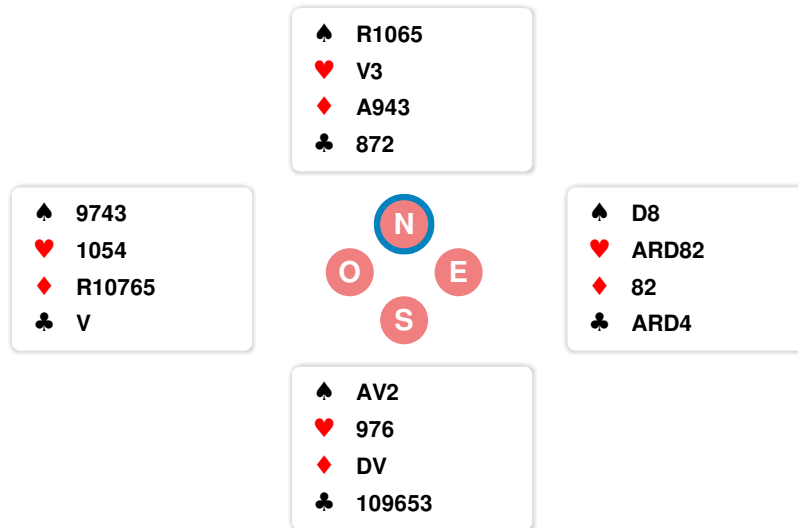 ♠ R1065
♥ V3
♦ A943
♣ 872
♠ 9743
♥ 1054
♦ R10765
♣ V
N
O
E
S
♠ D8
♥ ARD82
♦ 82
♣ ARD4
♠ AV2
♥ 976
♦ DV
♣ 109653